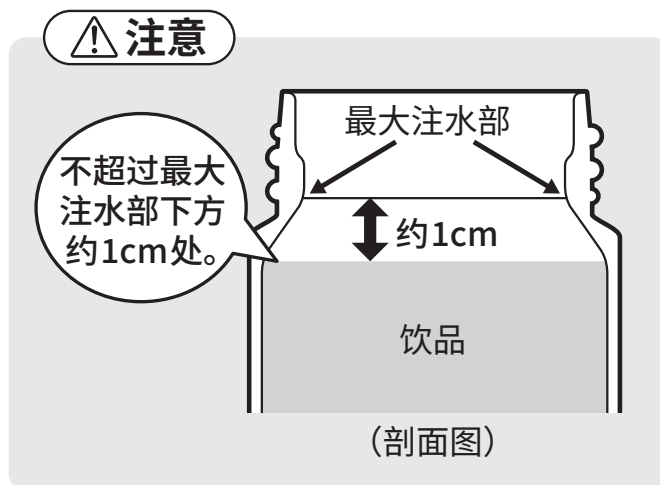 注意
最大注水部
不超过最大
注水部下方
约1cm处。
约1cm
饮品
（剖面图）